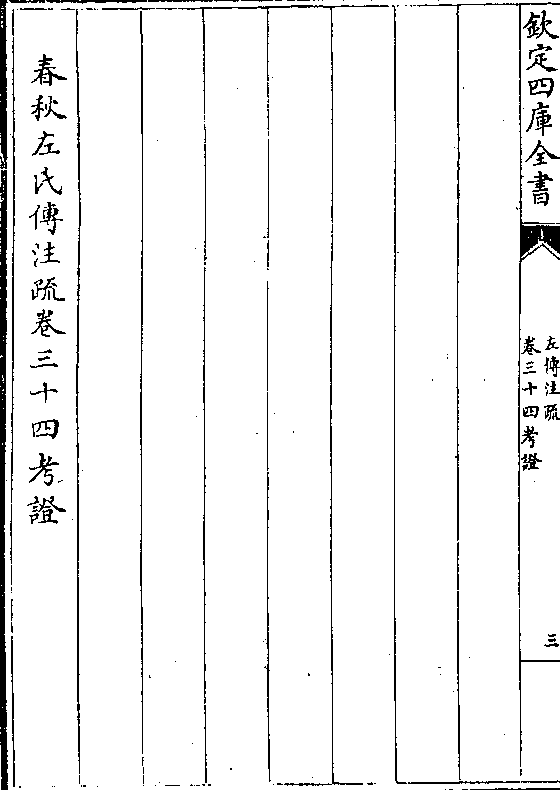 欽定四庫全書
左傳注疏
卷三十四考證
三
春秋左氏傳注疏卷三十四考證